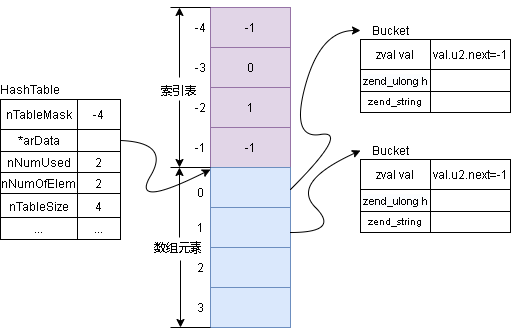 HashTable
nTableMask -4
*arData
nNumUsed 2
nNumOfElem 2
nTableSize 4
... ...
索引表
-4 -1
-3 0
-2 1
-1 -1
数组元素
0
1
2
3
Bucket
zval val val.u2.next=-1
zend_ulong h
zend_string
Bucket
zval val val.u2.next=-1
zend_ulong h
zend_string